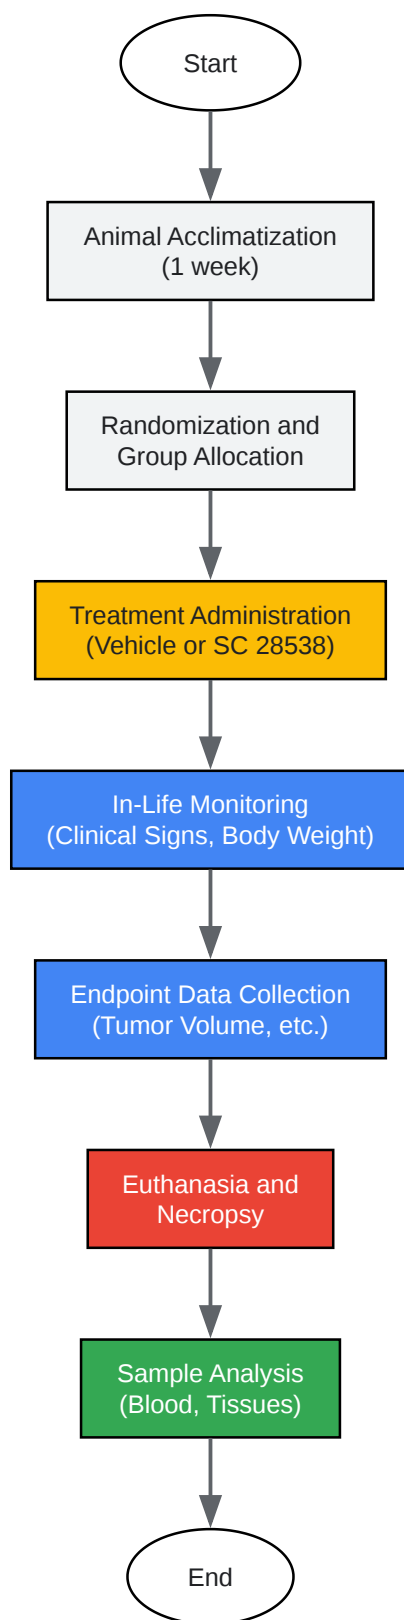 Start
Animal Acclimatization
(1 week)
Randomization and
Group Allocation
Treatment Administration
(Vehicle or SC 28538)
In-Life Monitoring
(Clinical Signs, Body Weight)
Endpoint Data Collection
(Tumor Volume, etc.)
Euthanasia and
Necropsy
Sample Analysis
(Blood, Tissues)
End